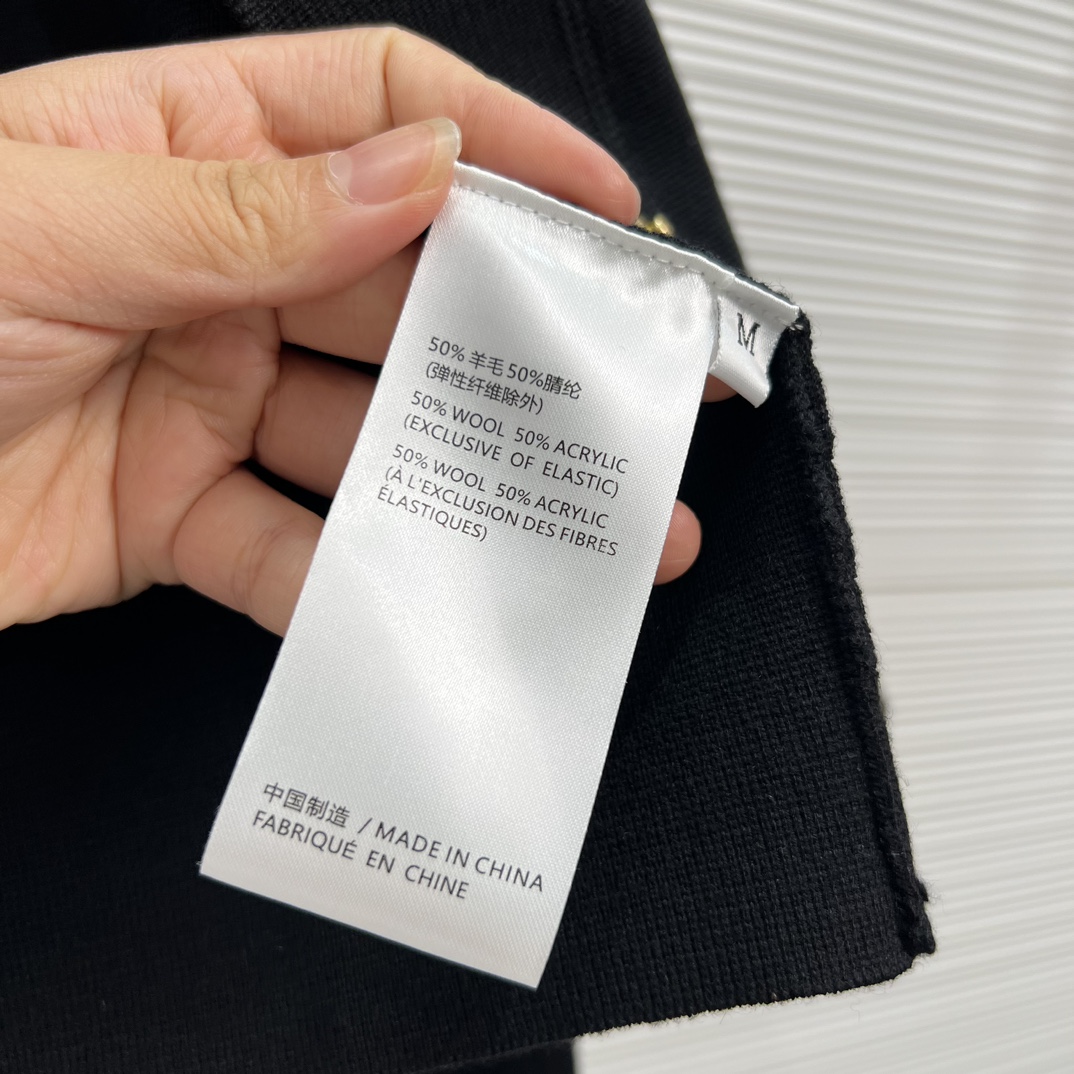 50% 羊毛 50%腈纶
(弹性纤维除外)
50% WOOL 50% ACRYLIC
(EXCLUSIVE OF ELASTIC)
50% WOOL 50% ACRYLIC
(À L'EXCLUSION DES FIBRES
ÉLASTIQUES)
M
中国制造 / MADE IN CHINA
FABRIQUÉ EN CHINE